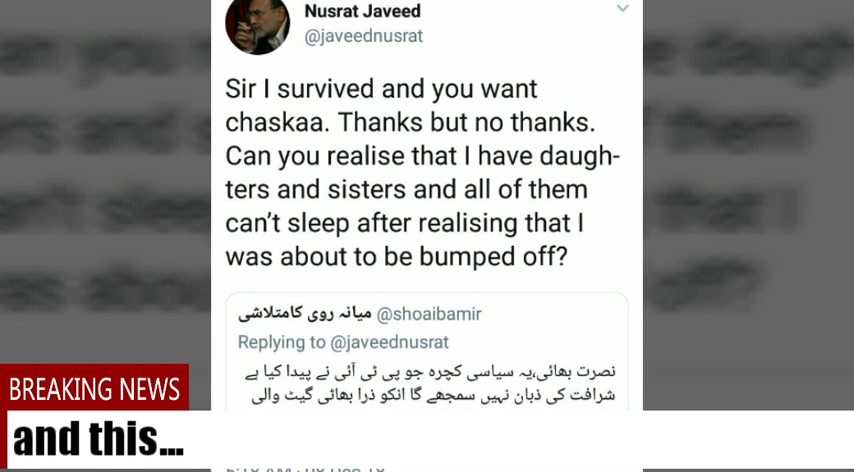 Nusrat Javeed
@javeednusrat
Sir I survived and you want
chaskaa. Thanks but no thanks.
Can you realise that I have daugh-
ters and sisters and all of them
can't sleep after realising that I
was about to be bumped off?
میانہ روی کامتلاشی @shoaibamir
Replying to @javeednusrat
نصرت بھائی،یہ سیاسی کچرہ جو پی ٹی آئی نے پیدا کیا ہے
شرافت کی ذبان نہیں سمجھے گا انکو ذرا بھاٹی گیٹ والی
BREAKING NEWS
and this...